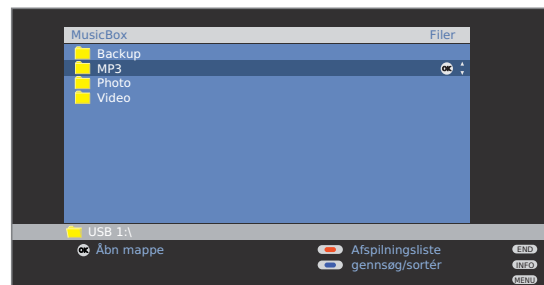 MusicBox Filer
Backup
MP3 OK
Photo
Video
USB 1:\
OK Åbn mappe Afspilningsliste END
gennsøg/sortér INFO
MENU